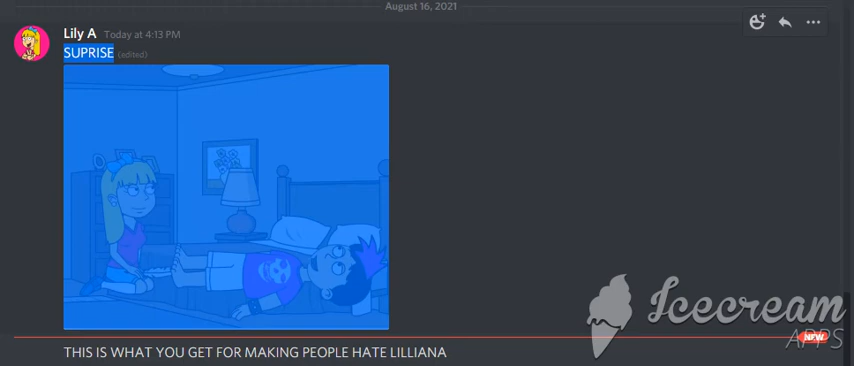 August 16, 2021
Lily A Today at 4:13 PM
SUPRISE (edited)
NEW
THIS IS WHAT YOU GET FOR MAKING PEOPLE HATE LILLIANA
Icecream
APPS